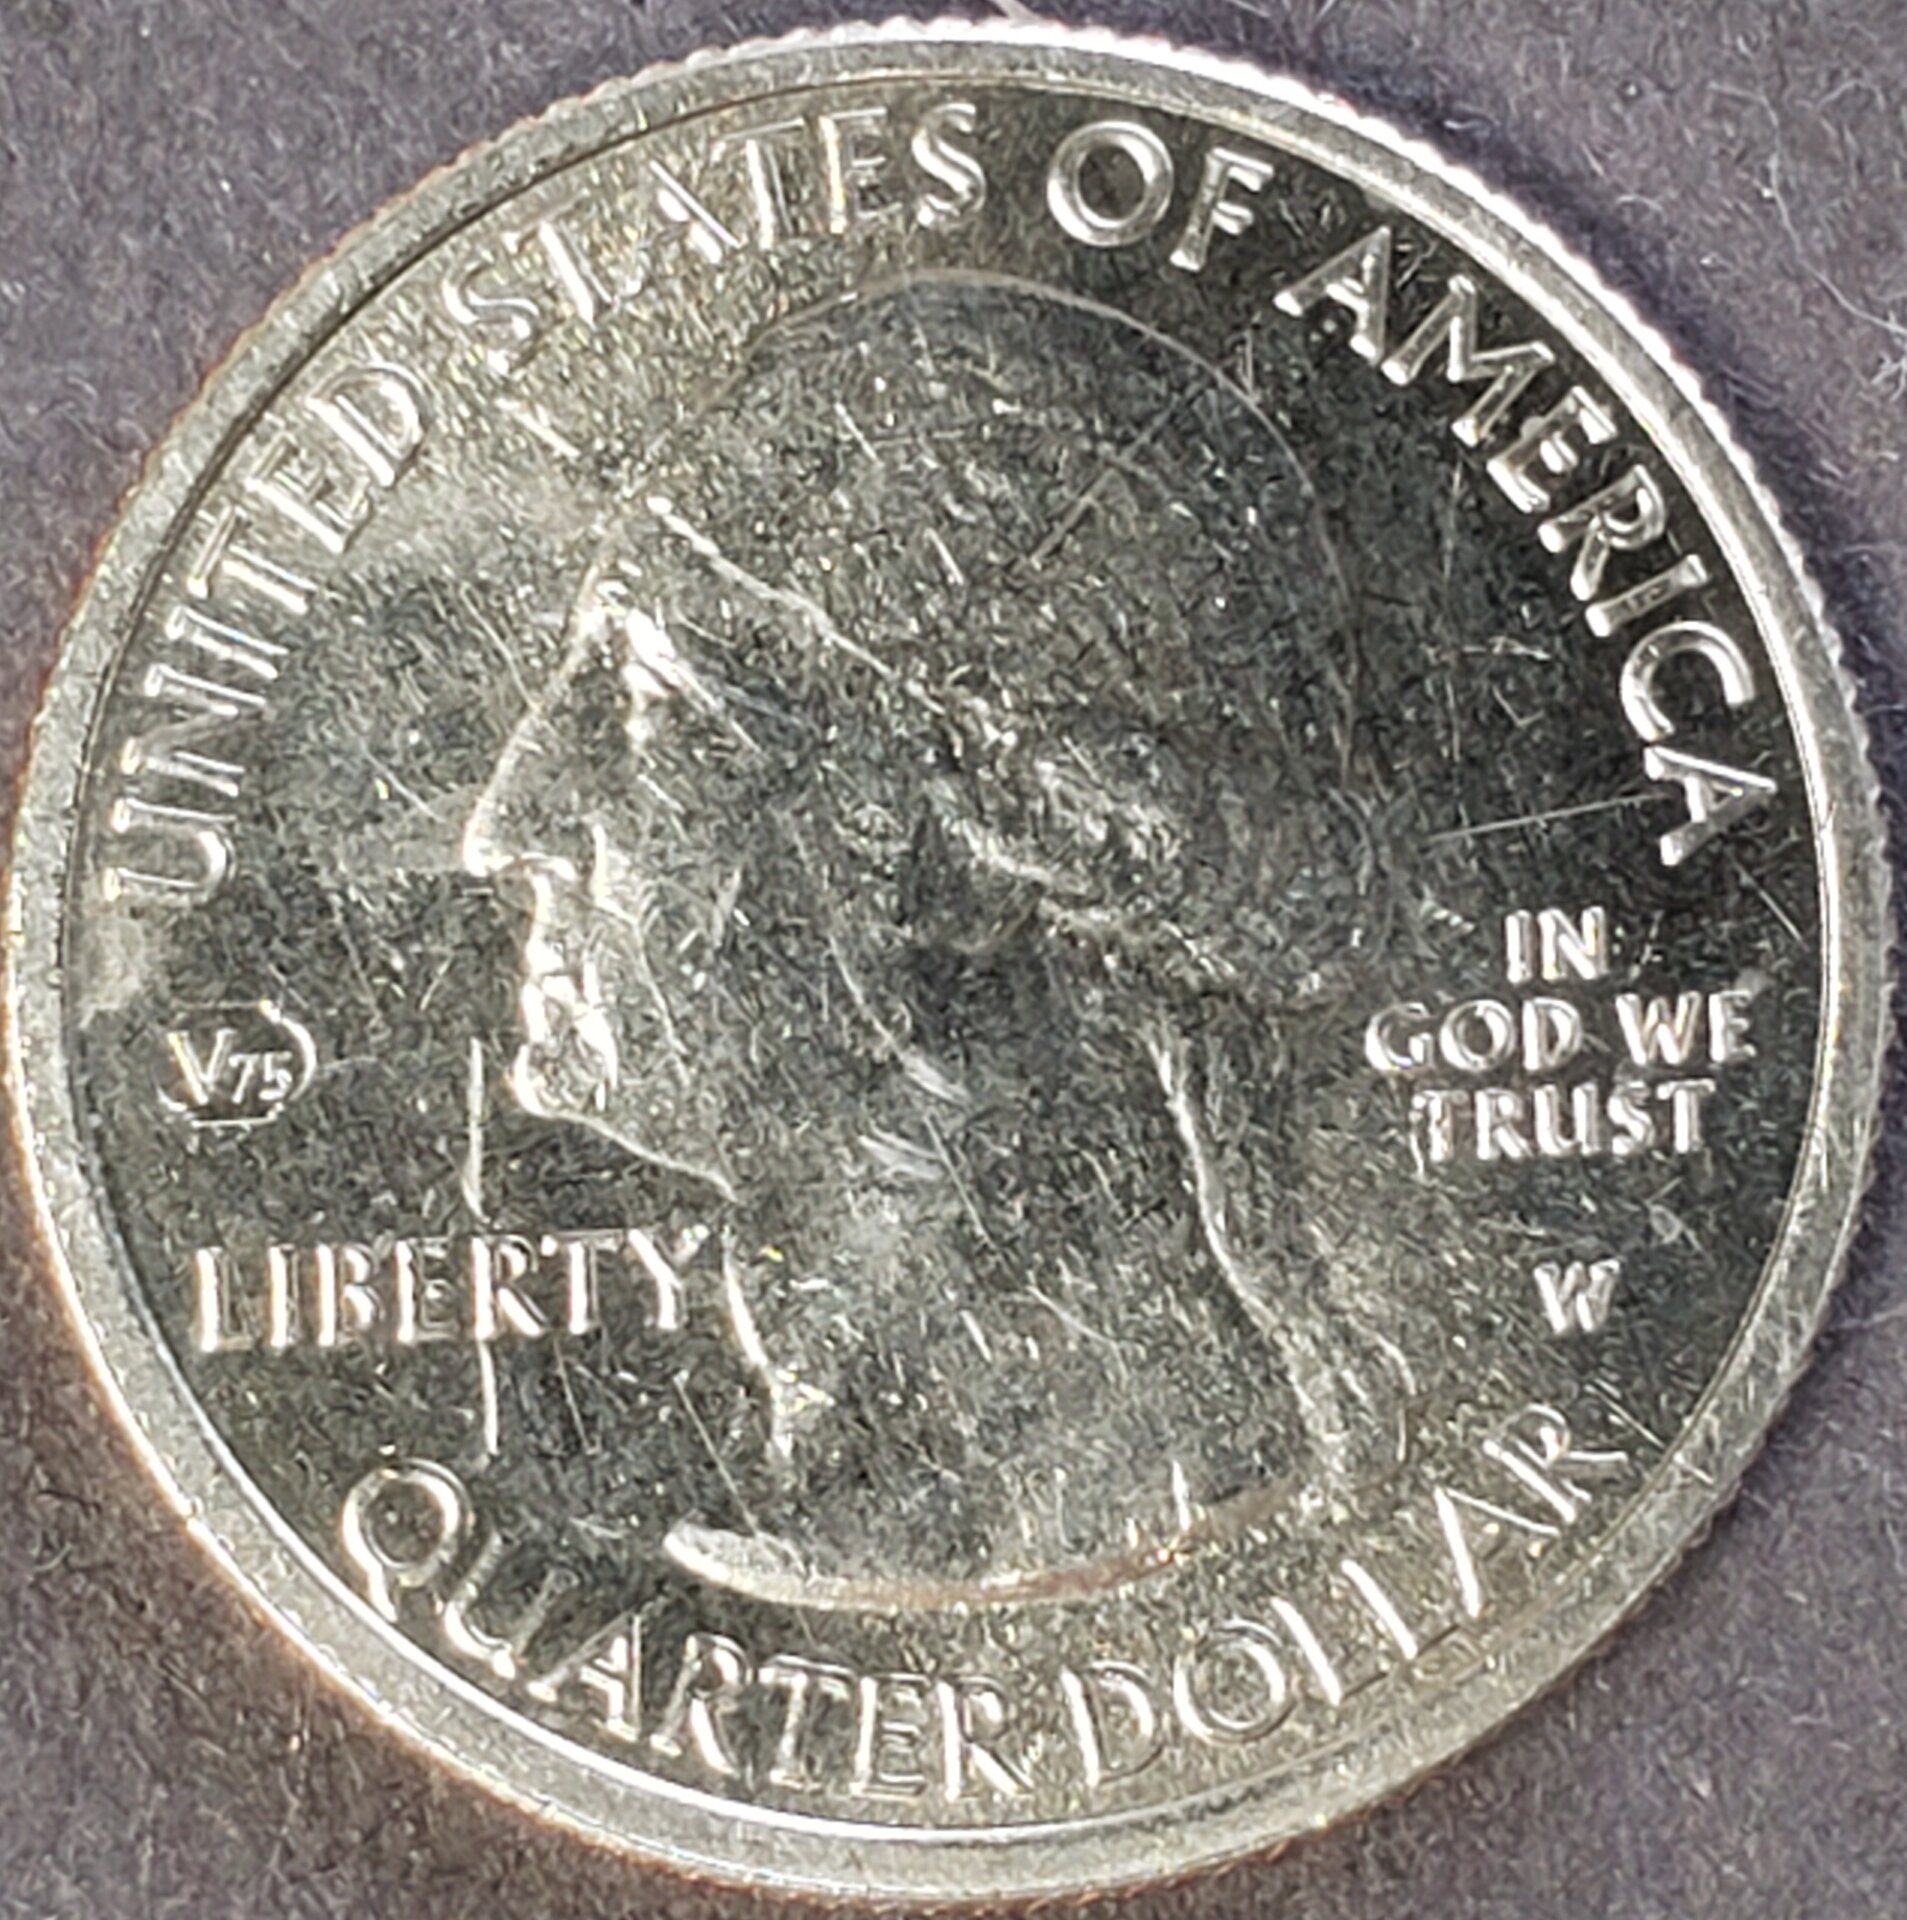 UNITED STATES OF AMERICA
V75
LIBERTY
IN
GOD WE
TRUST
W
QUARTER DOLLAR